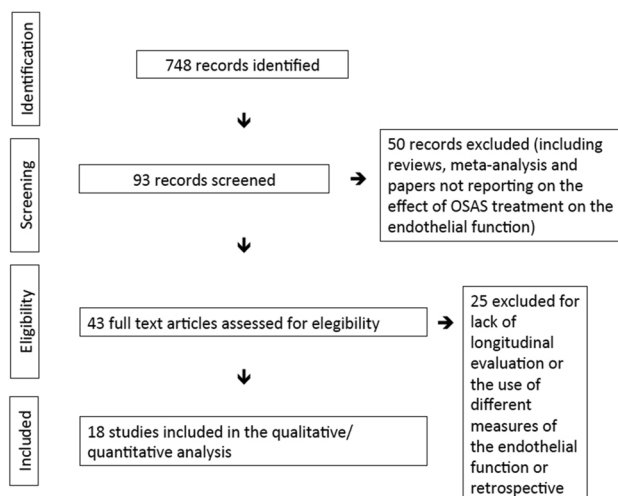 Identification
748 records identified
Screening
93 records screened
50 records excluded (including
reviews, meta-analysis and
papers not reporting on the
effect of OSAS treatment on the
endothelial function)
Eligibility
43 full text articles assessed for elegibility
25 excluded for
lack of
longitudinal
evaluation or
the use of
different
measures of
the endothelial
function or
retrospective
Included
18 studies included in the qualitative/
quantitative analysis